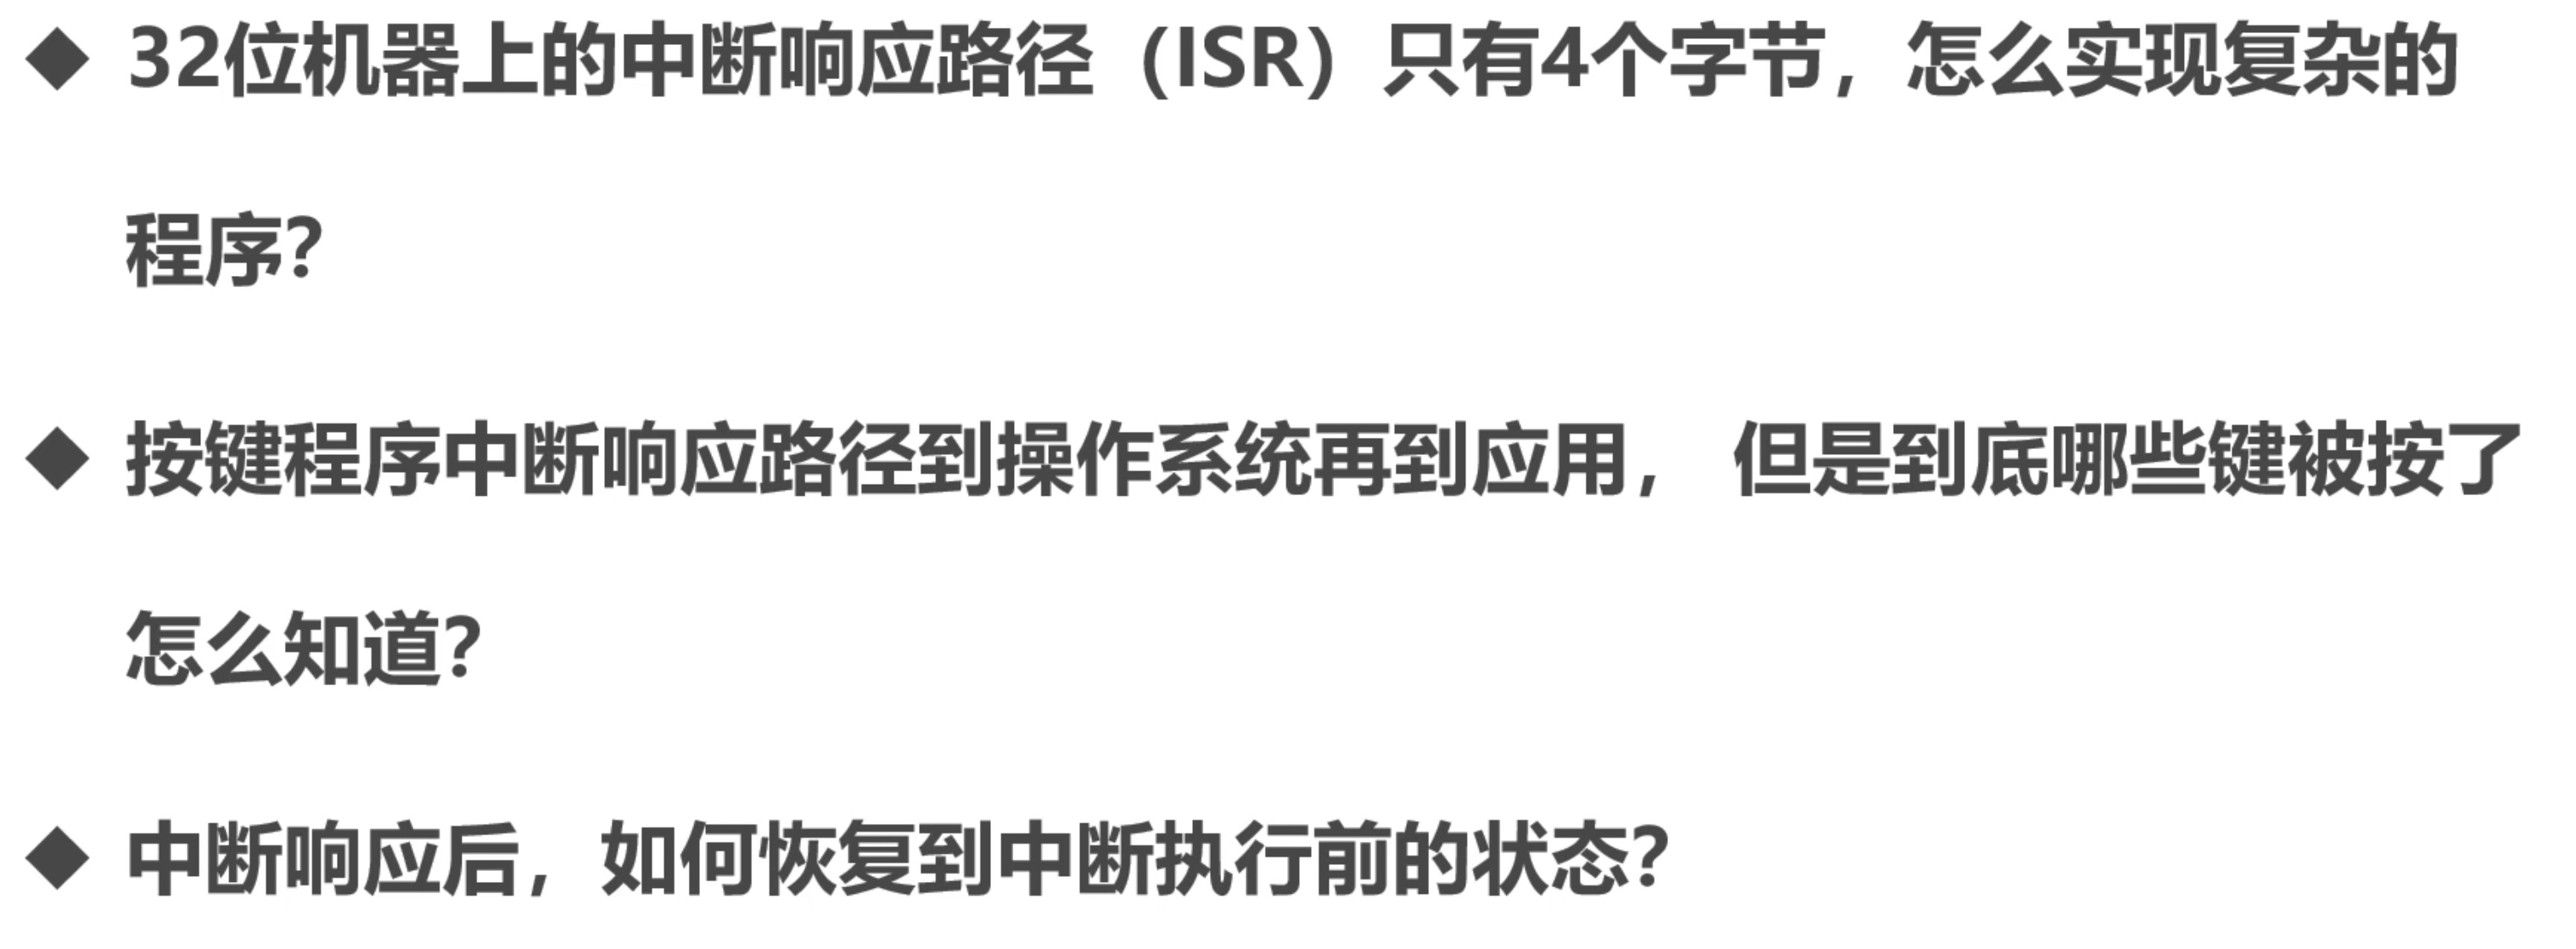 ◆ 32位机器上的中断响应路径（ISR）只有4个字节，怎么实现复杂的
程序？
◆ 按键程序中断响应路径到操作系统再到应用， 但是到底哪些键被按了
怎么知道？
◆ 中断响应后，如何恢复到中断执行前的状态？